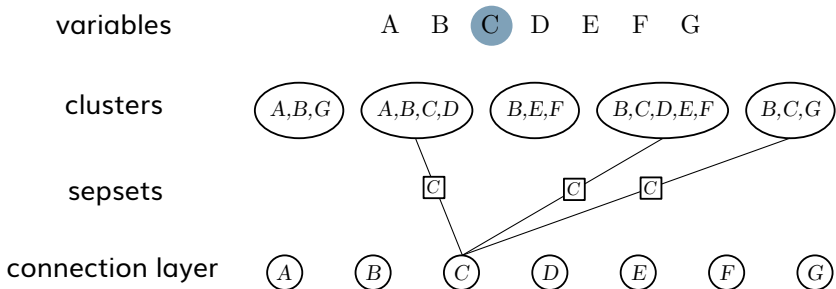 variables A B C D E F G
clusters A,B,G A,B,C,D B,E,F B,C,D,E,F B,C,G
sepsets C C C
connection layer A B C D E F G